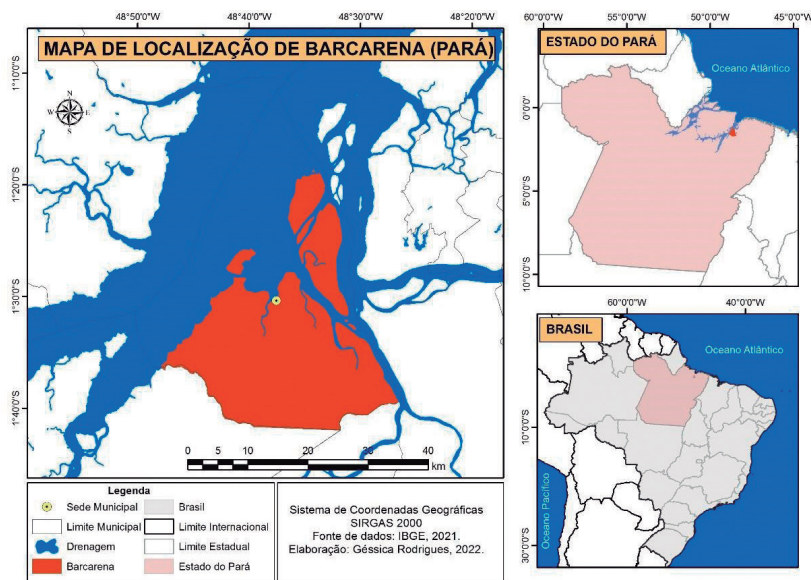 48°50'0"S
48°40'0"S
48°30'0"S
48°20'0"S
MAPA DE LOCALIZAÇÃO DE BARCARENA (PARÁ)
N
W
E
S
1°10'0"S
1°20'0"S
1°30'0"S
1°40'0"S
0 5 10 20 30 40
km
60°0'0"S
55°0'0"S
50°0'0"S
45°0'0"S
ESTADO DO PARÁ
Oceano Atlântico
0°0'0"
5°0'0"S
10°0'0"S
60°0'0"S
40°0'0"S
BRASIL
Oceano Atlântico
10°0'0"S
Oceano Pacífico
30°0'0"S
Legenda
Sede Municipal
Limite Municipal
Drenagem
Barcarena
Brasil
Limite Internacional
Limite Estadual
Estado do Pará
Sistema de Coordenadas Geográficas
SIRGAS 2000
Fonte de dados: IBGE, 2021.
Elaboração: Géssica Rodrigues, 2022.